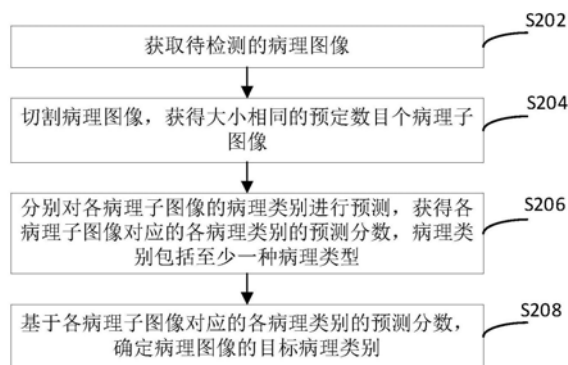 S202
获取待检测的病理图像
S204
切割病理图像，获得大小相同的预定数目个病理子
图像
S206
分别对各病理子图像的病理类别进行预测，获得各
病理子图像对应的各病理类别的预测分数，病理类
别包括至少一种病理类型
S208
基于各病理子图像对应的各病理类别的预测分数，
确定病理图像的目标病理类别